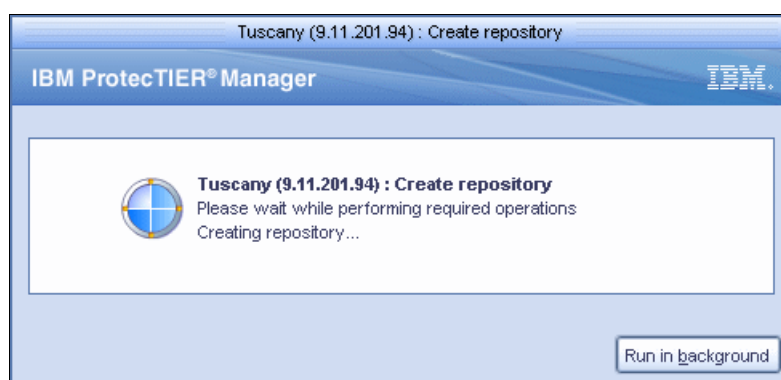 Tuscany (9.11.201.94) : Create repository
IBM ProtecTIER® Manager
IBM.
Tuscany (9.11.201.94) : Create repository
Please wait while performing required operations
Creating repository...
Run in background